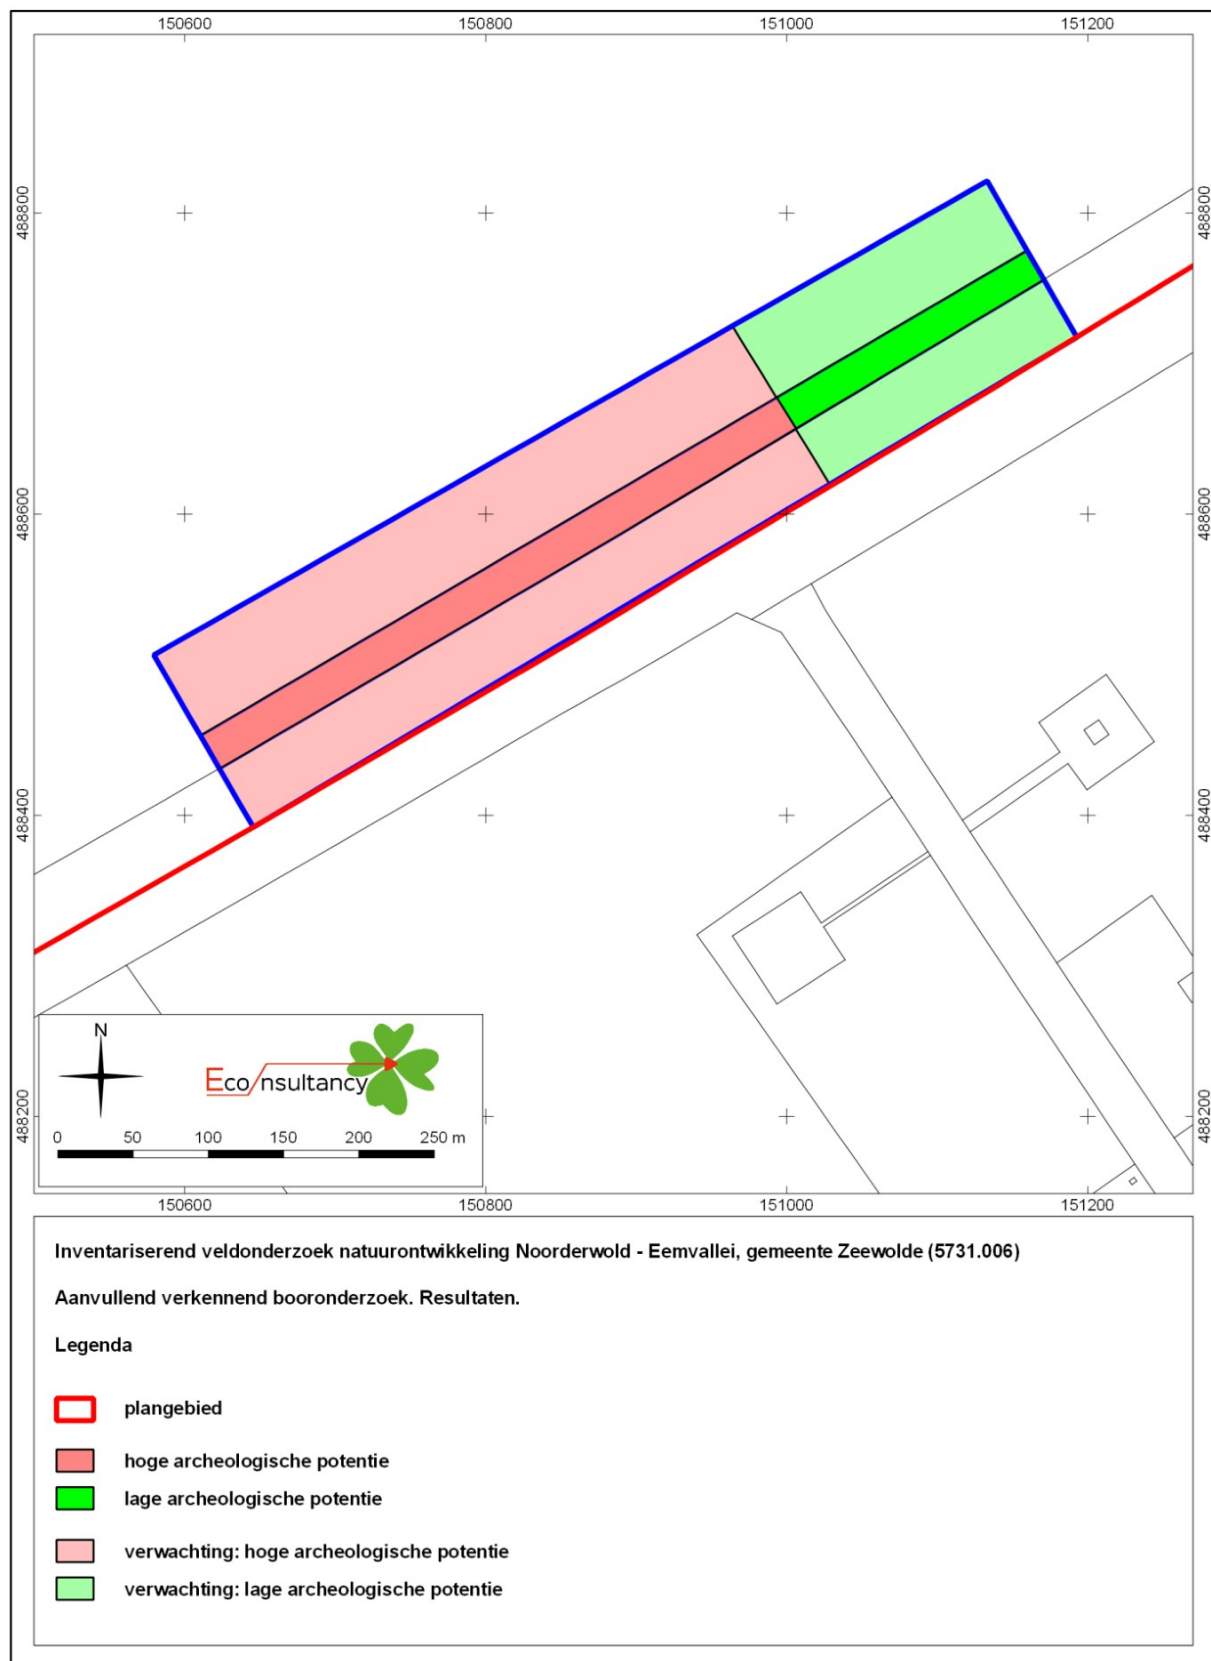 150600 150800 151000 151200
488800 488800
488600 488600
488400 488400
488200 488200
N
Econsultancy
0 50 100 150 200 250 m
150600 150800 151000 151200
Inventariserend veldonderzoek natuurontwikkeling Noorderwold - Eemvallei, gemeente Zeewolde (5731.006)
Aanvullend verkennend booronderzoek. Resultaten.
Legenda
plangebied
hoge archeologische potentie
lage archeologische potentie
verwachting: hoge archeologische potentie
verwachting: lage archeologische potentie